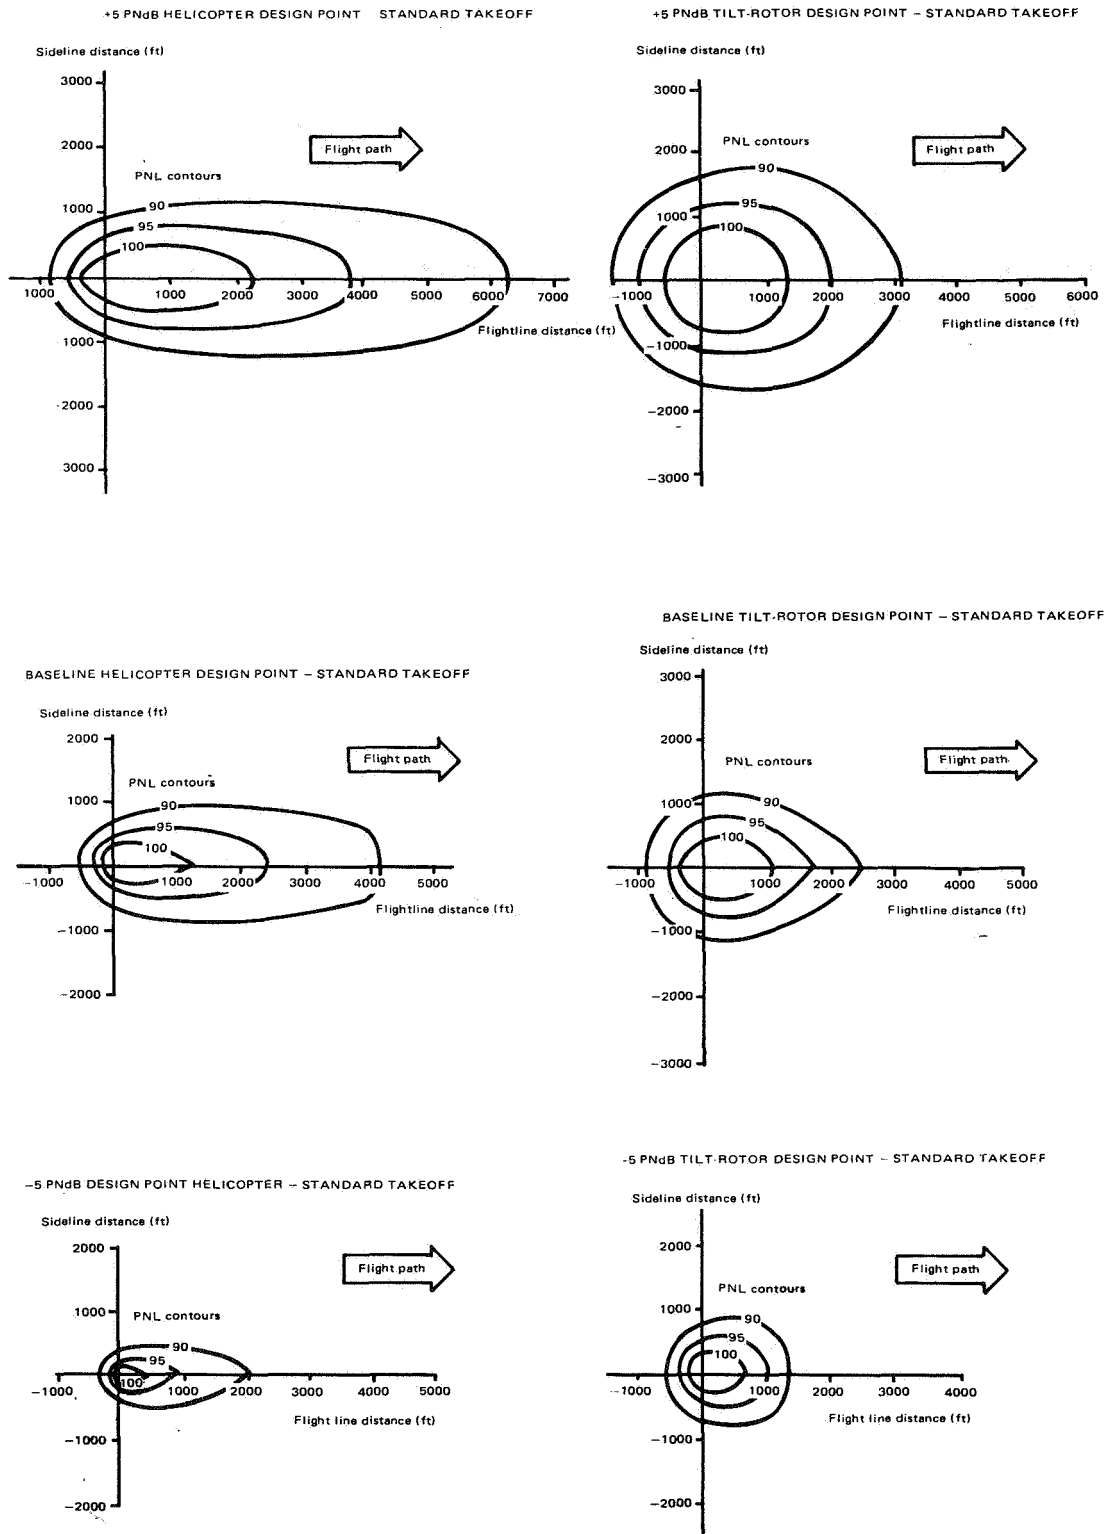 +5 PNdB HELICOPTER DESIGN POINT   STANDARD TAKEOFF
Sideline distance (ft)
3000
2000
Flight path
PNL contours
90
1000
95
100
1000 1000 2000 3000 4000 5000 6000 7000
Flightline distance (ft)
1000
-2000
3000
+5 PNdB TILT-ROTOR DESIGN POINT – STANDARD TAKEOFF
Sideline distance (ft)
3000
2000
PNL contours
Flight path
90
95
1000
100
-1000 1000 2000 3000 4000 5000 6000
Flightline distance (ft)
-1000
-2000
-3000
BASELINE HELICOPTER DESIGN POINT – STANDARD TAKEOFF
Sideline distance (ft)
2000
Flight path
PNL contours
1000
90
95
100
-1000 1000 2000 3000 4000 5000
Flightline distance (ft)
-1000
-2000
BASELINE TILT-ROTOR DESIGN POINT – STANDARD TAKEOFF
Sideline distance (ft)
3000
2000
PNL contours
Flight path
1000
90
95
100
-1000 1000 2000 3000 4000 5000
Flightline distance (ft)
-1000
-2000
-3000
-5 PNdB DESIGN POINT HELICOPTER – STANDARD TAKEOFF
Sideline distance (ft)
2000
Flight path
1000
PNL contours
90
95
100
-1000 1000 2000 3000 4000 5000
Flight line distance (ft)
-1000
-2000
-5 PNdB TILT-ROTOR DESIGN POINT – STANDARD TAKEOFF
Sideline distance (ft)
2000
Flight path
PNL contours
1000
90
95
100
-1000 1000 2000 3000 4000
Flight line distance (ft)
-1000
-2000